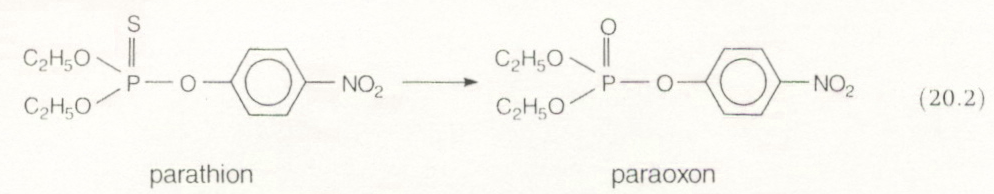 S O
C₂H₅O C₂H₅O
P—O— —NO₂ P—O— —NO₂ (20.2)
C₂H₅O C₂H₅O
parathion paraoxon